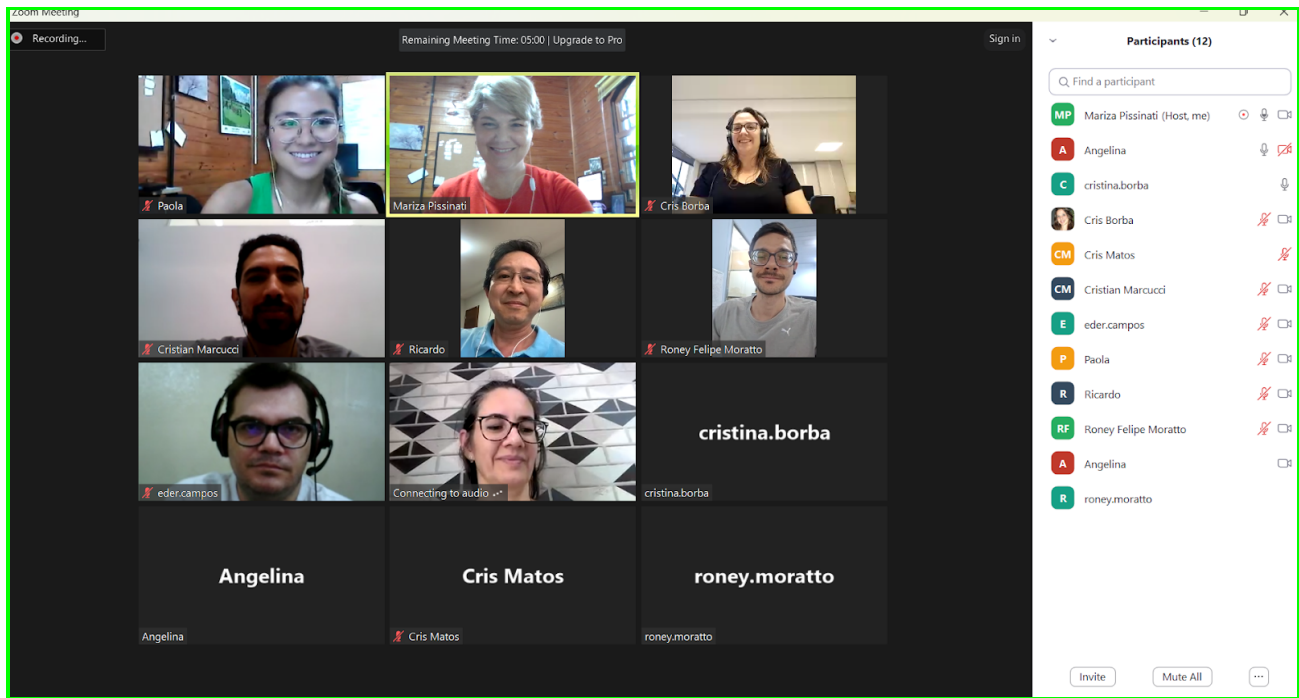 Zoom Meeting
Recording...
Remaining Meeting Time: 05:00 | Upgrade to Pro
Sign in
Paola
Mariza Pissinati
Cris Borba
Cristian Marcucci
Ricardo
Roney Felipe Moratto
eder.campos
Connecting to audio
cristina.borba
cristina.borba
Angelina
Angelina
Cris Matos
Cris Matos
roney.moratto
roney.moratto
Participants (12)
Find a participant
MP Mariza Pissinati (Host, me)
A Angelina
C cristina.borba
Cris Borba
CM Cris Matos
CM Cristian Marcucci
E eder.campos
P Paola
R Ricardo
RF Roney Felipe Moratto
A Angelina
R roney.moratto
Invite
Mute All
...